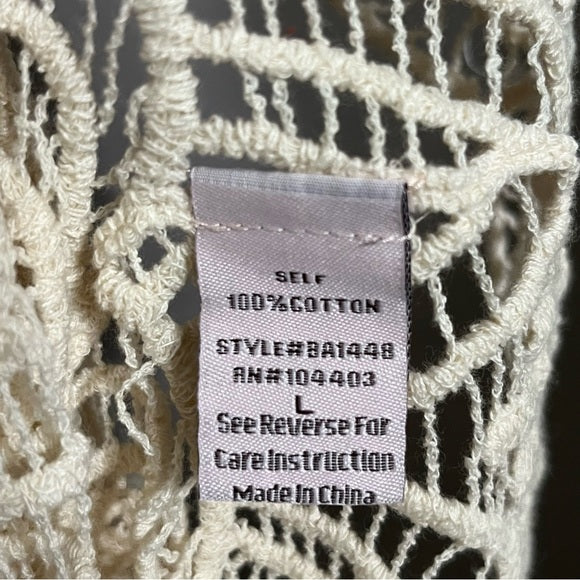 SELF
100%COTTON
STYLE#BA1448
RN#104403
L
See Reverse For
Care Instruction
Made In China